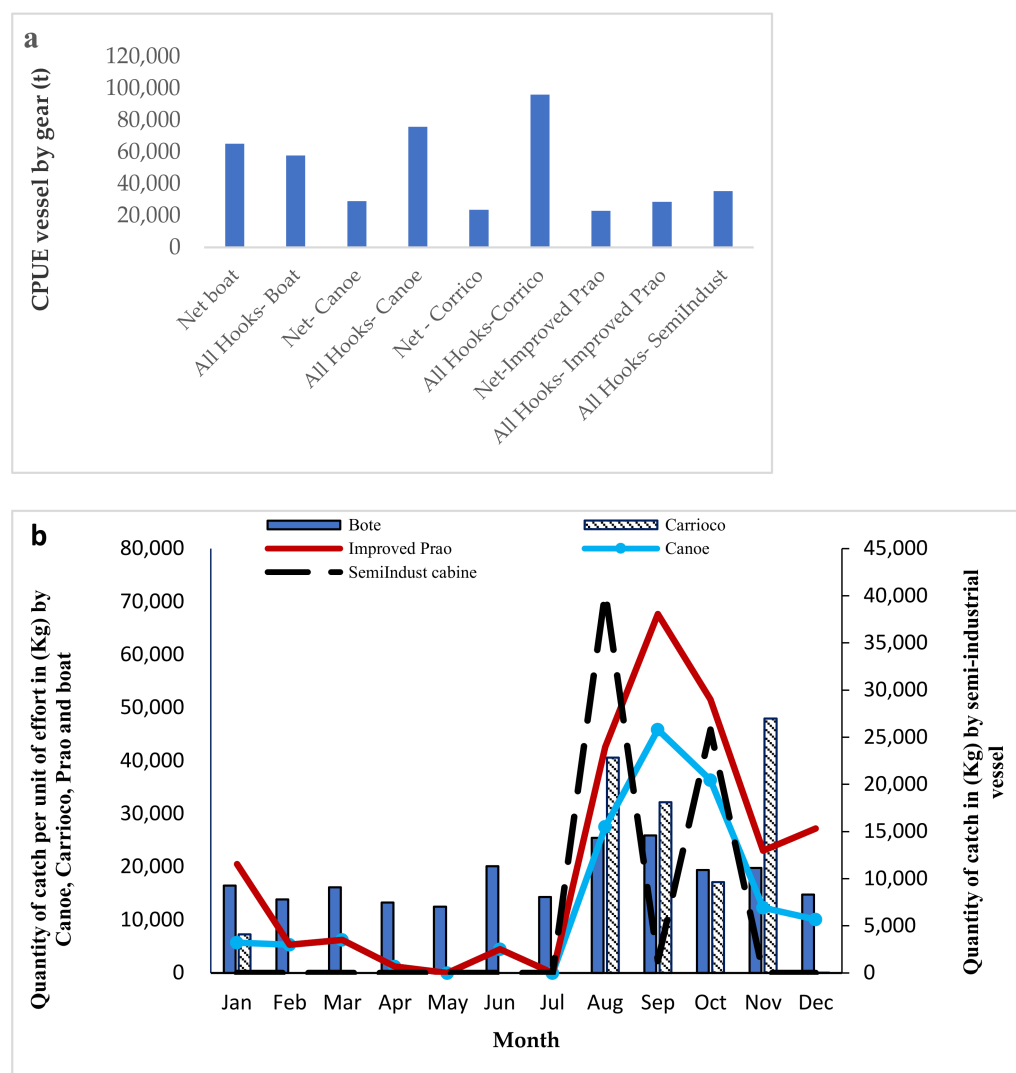 a
CPUE vessel by gear (t)
120,000
100,000
80,000
60,000
40,000
20,000
0
Net boat
All Hooks- Boat
Net- Canoe
All Hooks- Canoe
Net - Corrico
All Hooks-Corrico
Net-Improved Prao
All Hooks- Improved Prao
All Hooks- SemiIndust
b
Bote
Carrioco
Improved Prao
Canoe
SemiIndust cabine
Quantity of catch per unit of effort in (Kg) by
Canoe, Carrioco, Prao and boat
80,000
70,000
60,000
50,000
40,000
30,000
20,000
10,000
0
45,000
40,000
35,000
30,000
25,000
20,000
15,000
10,000
5,000
0
Quantity of catch in (Kg) by semi-industrial
vessel
Jan Feb Mar Apr May Jun Jul Aug Sep Oct Nov Dec
Month